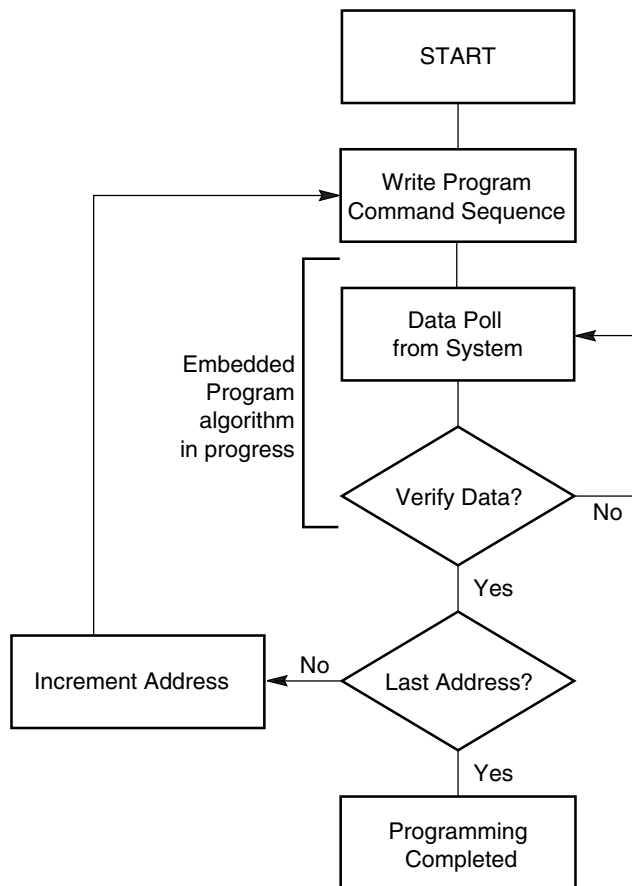 START
Write Program
Command Sequence
Data Poll
from System
Embedded
Program
algorithm
in progress
Verify Data?
No
Yes
No
Increment Address
Last Address?
Yes
Programming
Completed